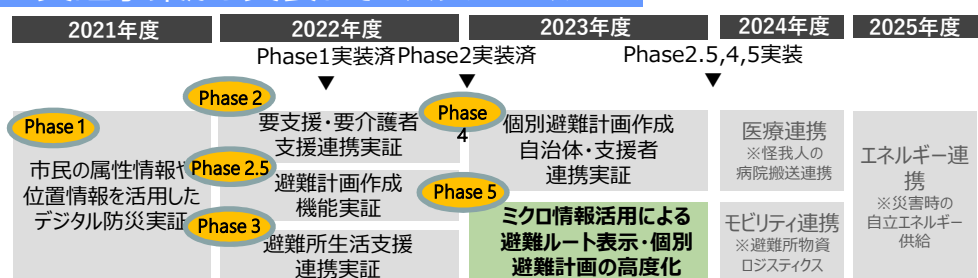 2021年度
2022年度
2023年度
2024年度
2025年度
Phase1実装済
Phase2実装済
Phase2.5,4,5実装
▼
▼
▼
Phase 1
市民の属性情報や
位置情報を活用した
デジタル防災実証
Phase 2
要支援・要介護者
支援連携実証
Phase 2.5
避難計画作成
機能実証
Phase 3
避難所生活支援
連携実証
Phase
4
個別避難計画作成
自治体・支援者
連携実証
Phase 5
ミクロ情報活用による
避難ルート表示・個別
避難計画の高度化
医療連携
※怪我人の
病院搬送連携
モビリティ連携
※避難所物資
ロジスティクス
エネルギー連
携
※災害時の
自立エネルギー
供給